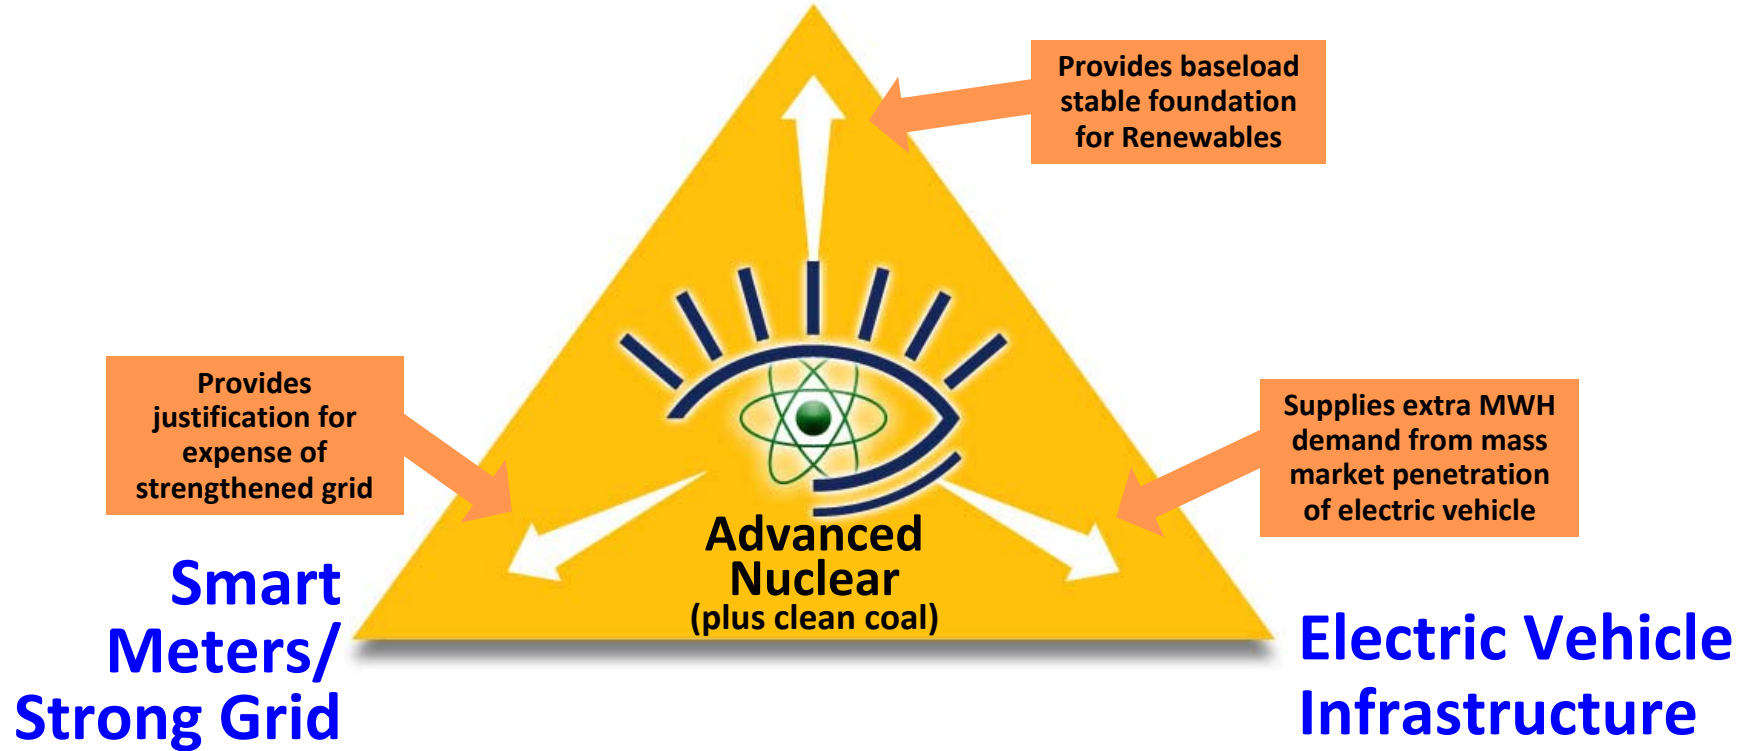 Provides baseload
stable foundation
for Renewables
Provides
justification for
expense of
strengthened grid
Supplies extra MWH
demand from mass
market penetration
of electric vehicle
Advanced
Nuclear
(plus clean coal)
Smart
Meters/
Strong Grid
Electric Vehicle
Infrastructure